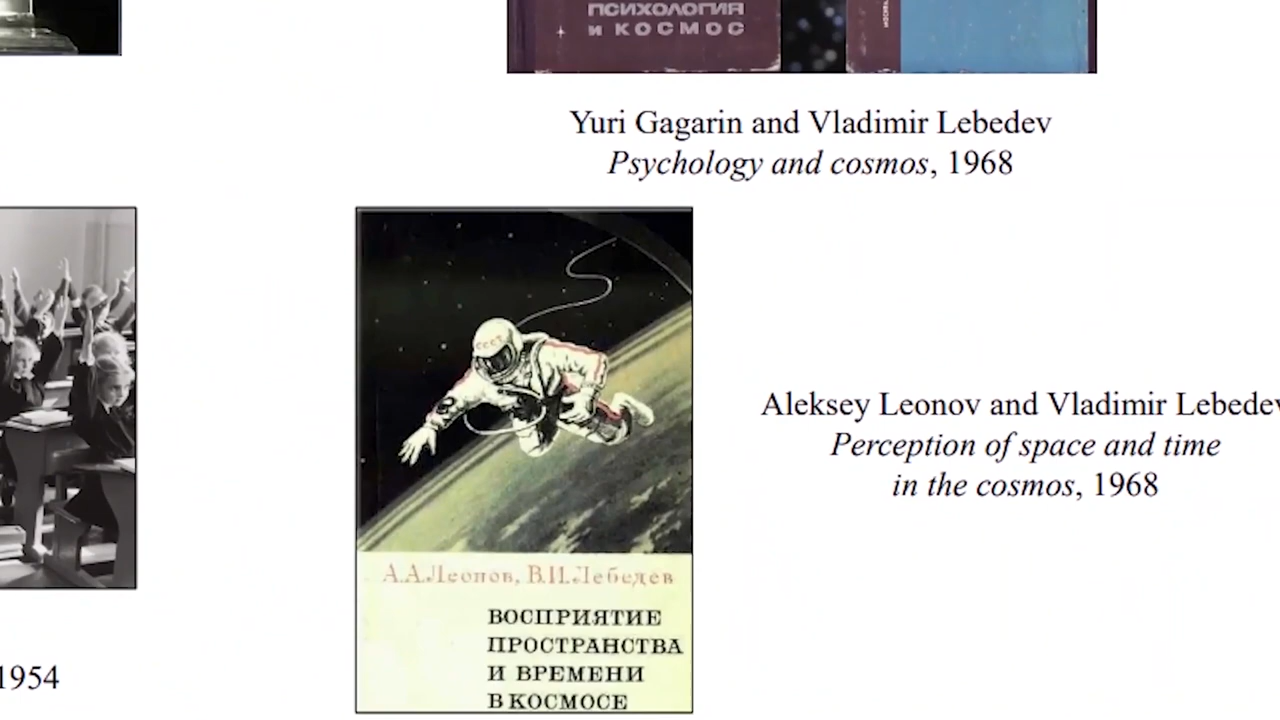 ПСИХОЛОГИЯ
и КОСМОС
Yuri Gagarin and Vladimir Lebedev
Psychology and cosmos, 1968
СССР
Aleksey Leonov and Vladimir Lebedev
Perception of space and time
in the cosmos, 1968
А.А.Леонов, В.И.Лебедев
ВОСПРИЯТИЕ
ПРОСТРАНСТВА
И ВРЕМЕНИ
В КОСМОСЕ
1954